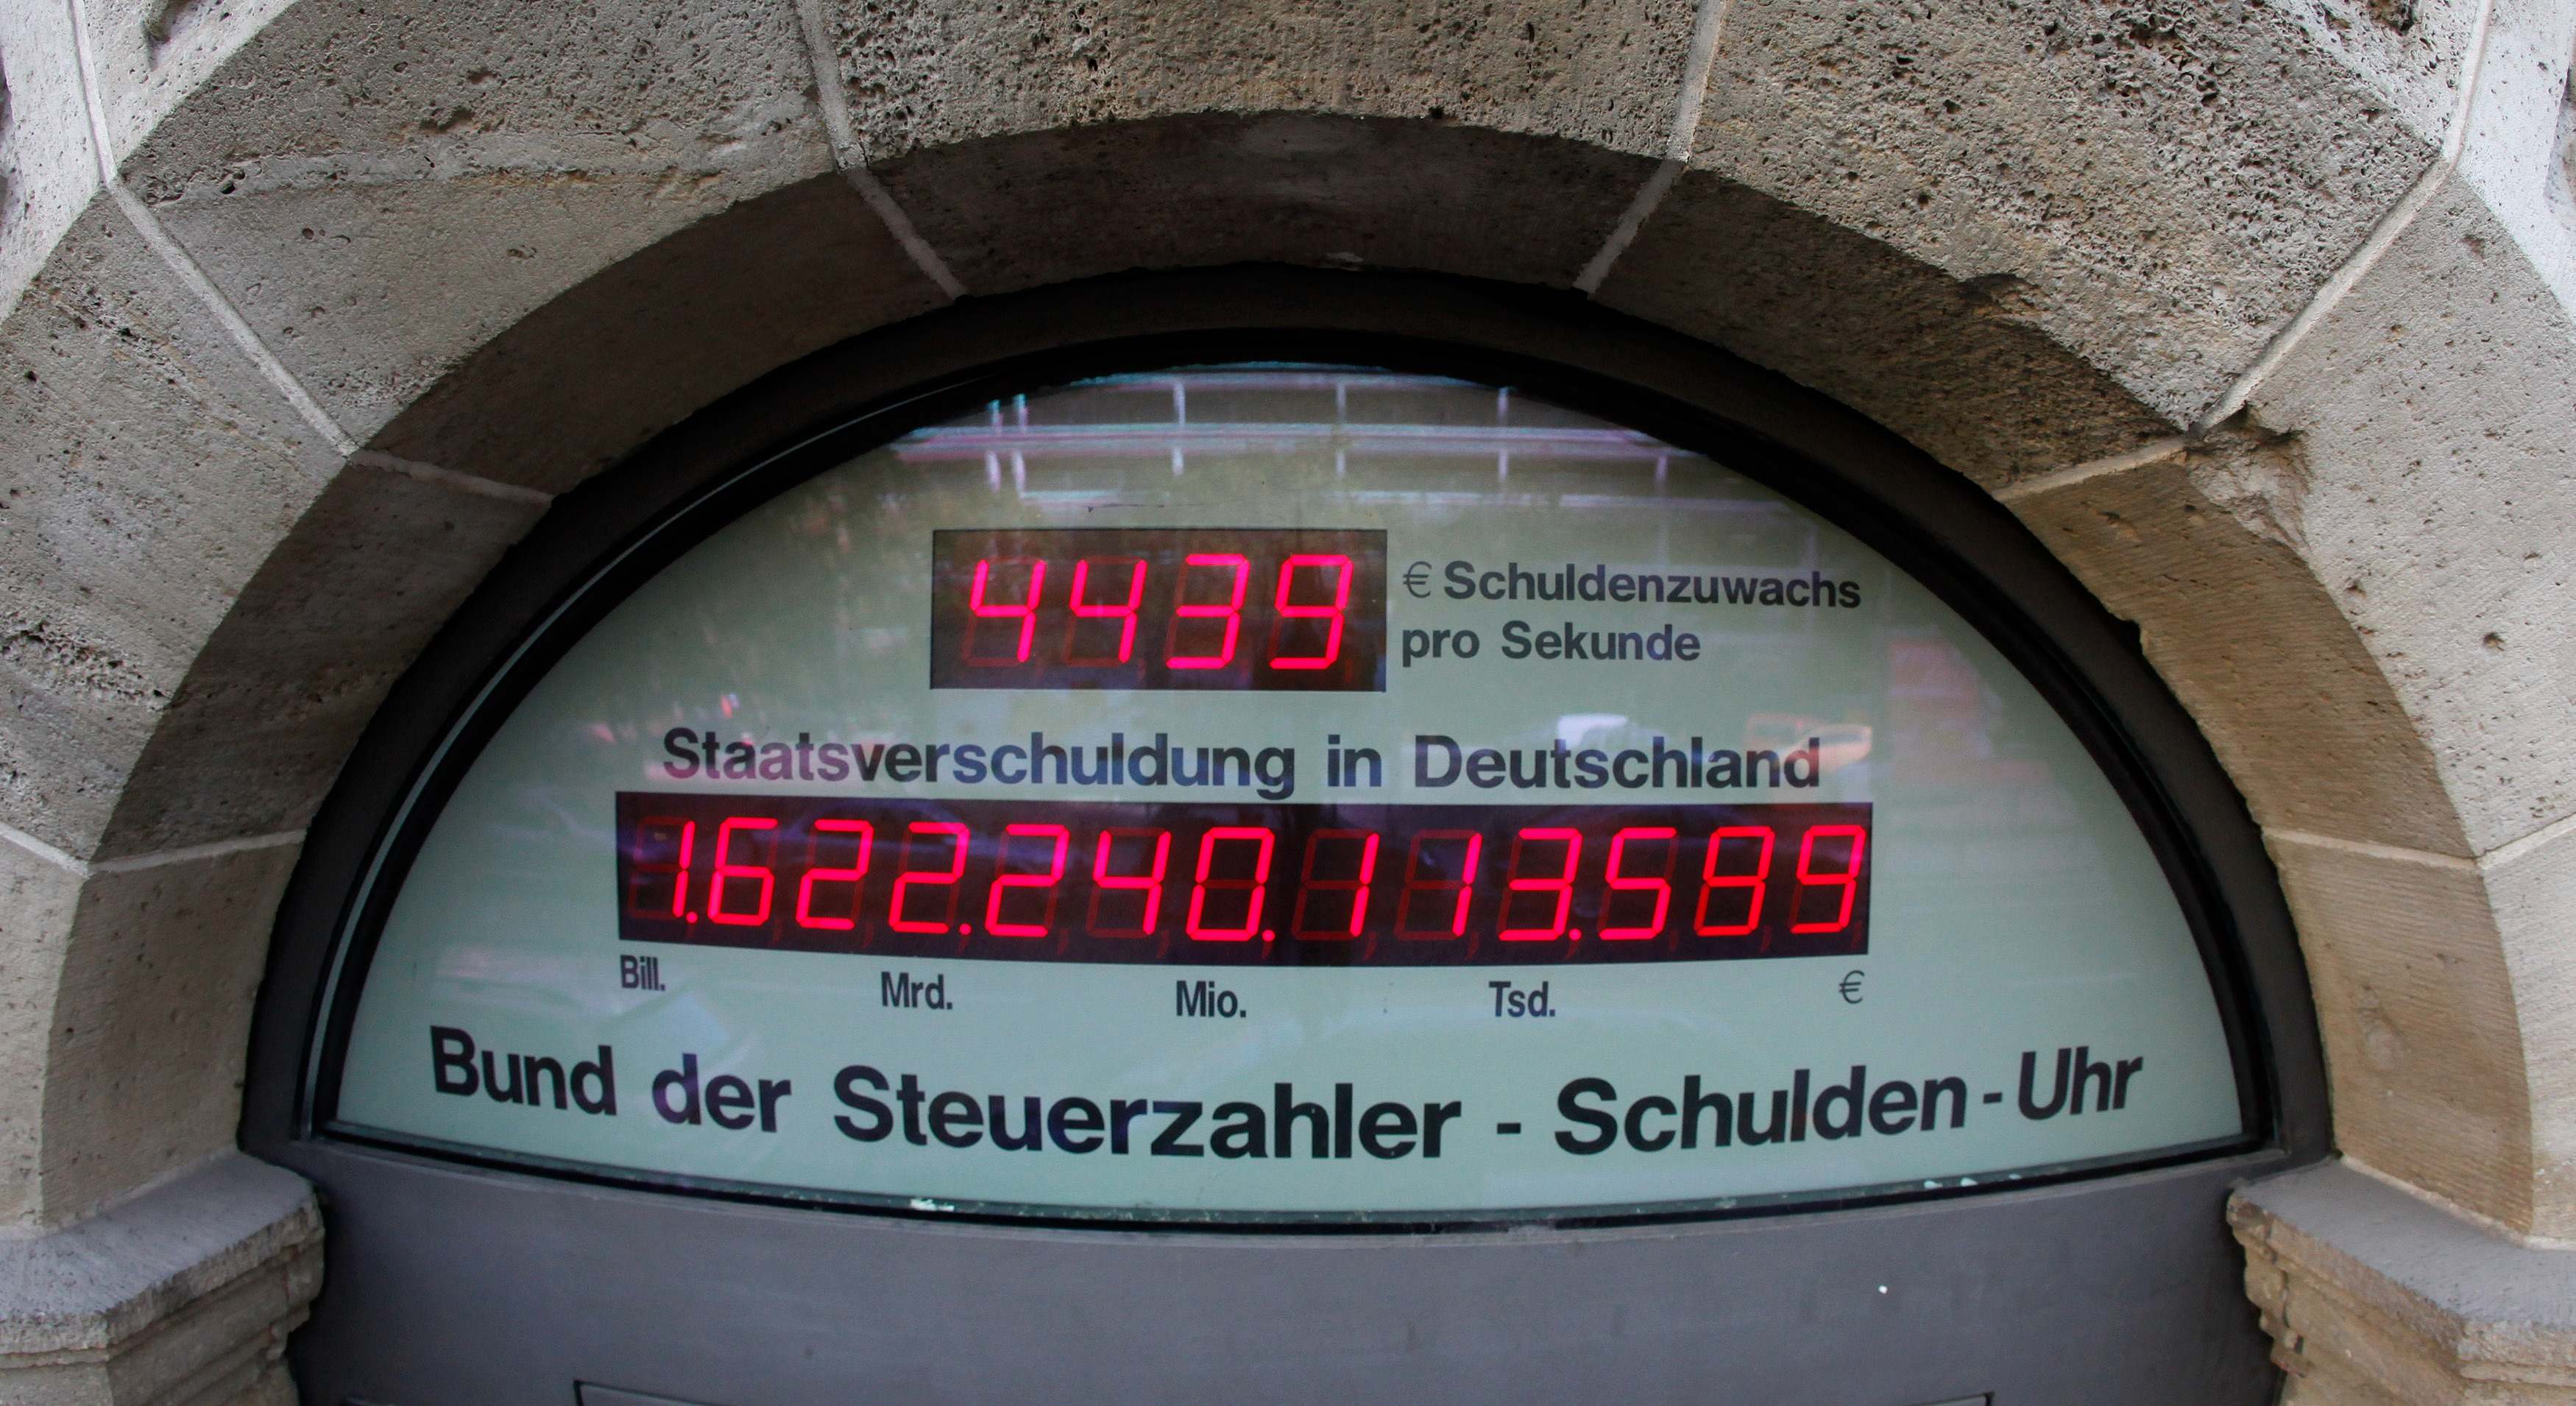 4439 € Schuldenzuwachs
pro Sekunde
Staatsverschuldung in Deutschland
1.622.240.113.589
Bill. Mrd. Mio. Tsd. €
Bund der Steuerzahler - Schulden - Uhr